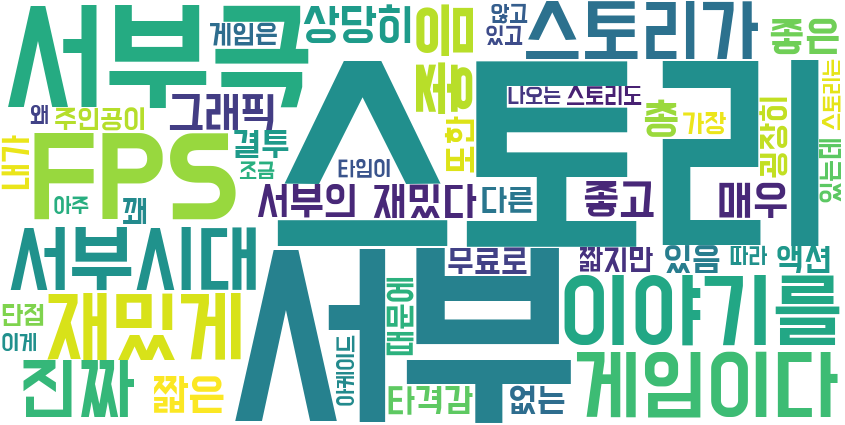 서부극
게임은
상당히
좋음
않고
있고
스토리가
좋은
왜
주인공이
그래픽
스토리
나오는
스토리도
총
가장
굉장히
스토리는
내가
FPS
결투
조금
또한
타임이
있는데
아주
꽤
서부의
재밌다
다른
좋고
매우
서부시대
서부
무료로
짧지만
있음
따라
액션
단점
이게
재밌게
때문에
이야기를
진짜
짧은
아케이드
타격감
없는
게임이다